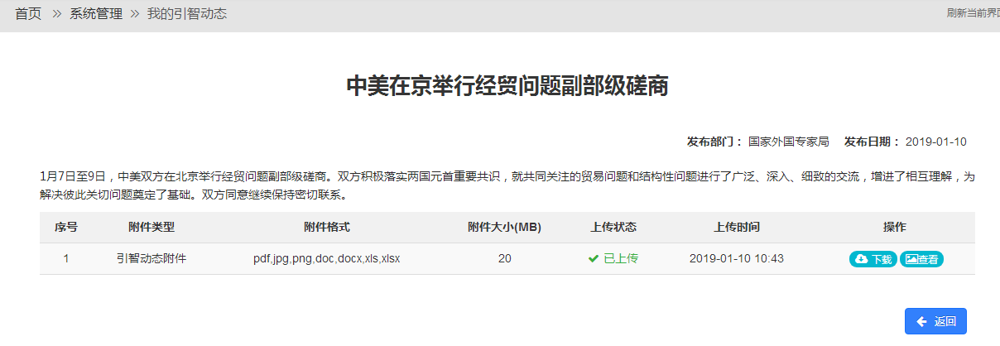 首页 » 系统管理 » 我的引智动态
刷新当前界
中美在京举行经贸问题副部级磋商
发布部门： 国家外国专家局 发布日期： 2019-01-10
1月7日至9日，中美双方在北京举行经贸问题副部级磋商。双方积极落实两国元首重要共识，就共同关注的贸易问题和结构性问题进行了广泛、深入、细致的交流，增进了相互理解，为
解决彼此关切问题奠定了基础。双方同意继续保持密切联系。
序号 附件类型 附件格式 附件大小(MB) 上传状态 上传时间 操作
1 引智动态附件 pdf,jpg,png,doc,docx,xls,xlsx 20 已上传 2019-01-10 10:43 下载 查看
返回